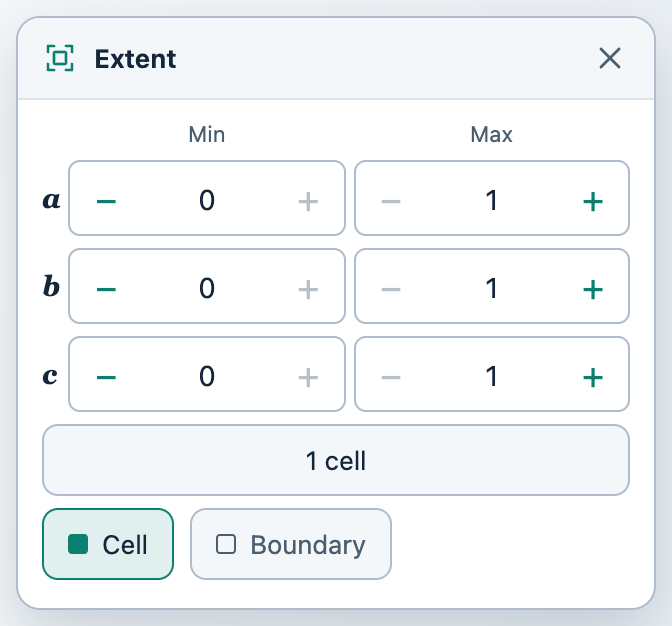 Extent
Min Max
a − 0 + − 1 +
b − 0 + − 1 +
c − 0 + − 1 +
1 cell
Cell Boundary